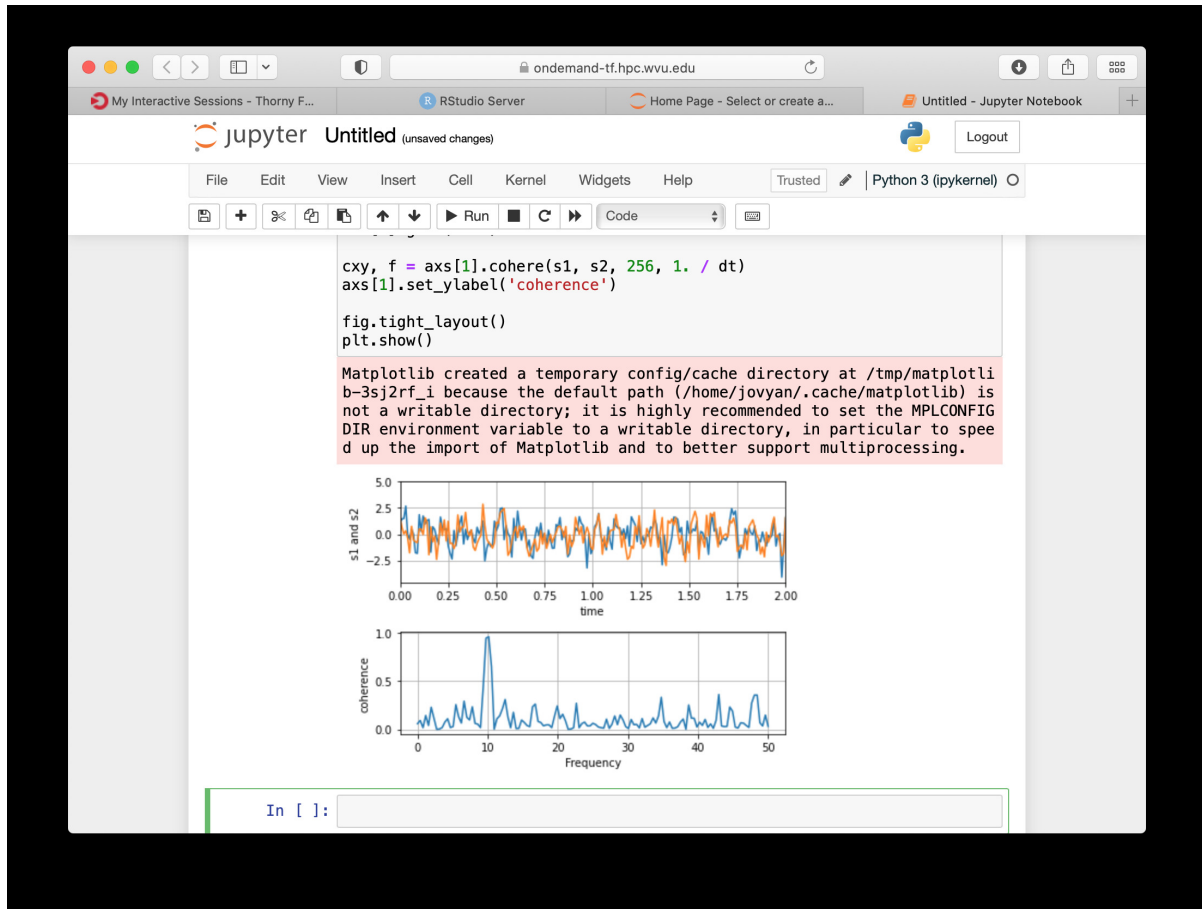 ondemand-tf.hpc.wvu.edu
My Interactive Sessions - Thorny F...
R RStudio Server
Home Page - Select or create a...
Untitled - Jupyter Notebook
jupyter Untitled (unsaved changes)
Logout
File Edit View Insert Cell Kernel Widgets Help Trusted Python 3 (ipykernel)
Run Code
cxy, f = axs[1].cohere(s1, s2, 256, 1. / dt)
axs[1].set_ylabel('coherence')
fig.tight_layout()
plt.show()
Matplotlib created a temporary config/cache directory at /tmp/matplotli
b-3sj2rf_i because the default path (/home/jovyan/.cache/matplotlib) is
not a writable directory; it is highly recommended to set the MPLCONFIG
DIR environment variable to a writable directory, in particular to spee
d up the import of Matplotlib and to better support multiprocessing.
5.0
2.5
0.0
−2.5
s1 and s2
0.00 0.25 0.50 0.75 1.00 1.25 1.50 1.75 2.00
time
1.0
0.5
0.0
coherence
0 10 20 30 40 50
Frequency
In [ ]: